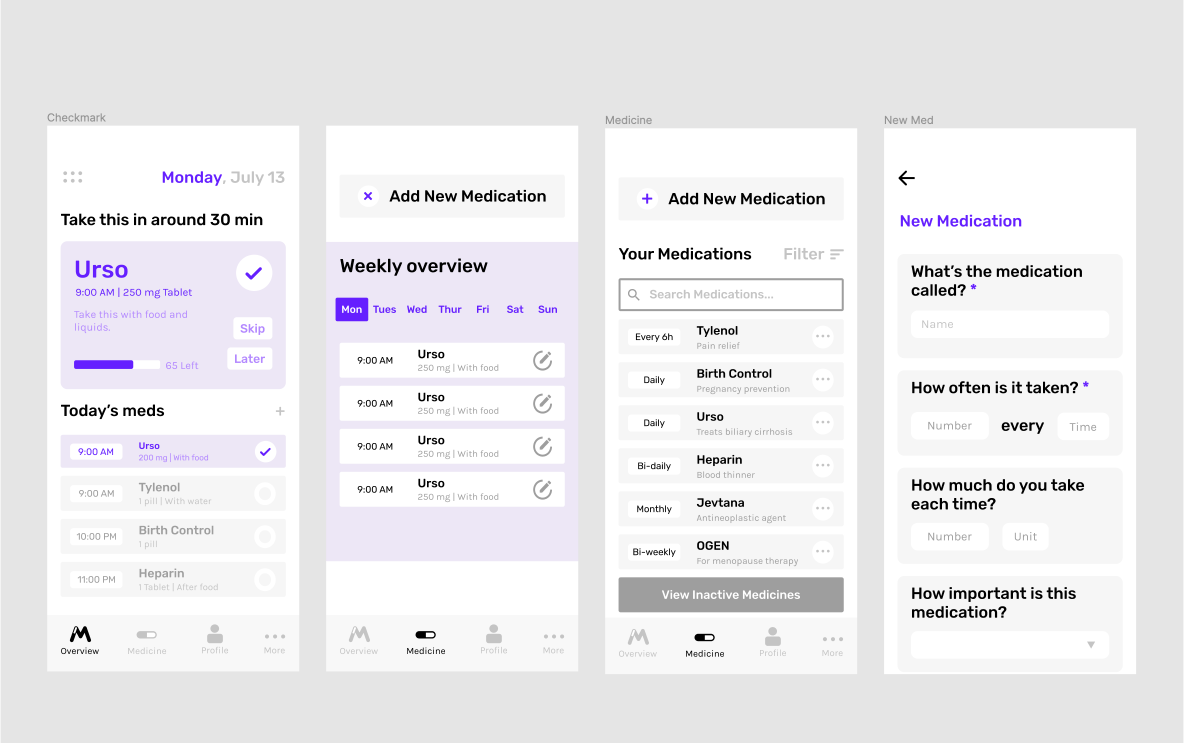 Checkmark
Monday, July 13
Take this in around 30 min
Urso
9:00 AM | 250 mg Tablet
Take this with food and
liquids.
Skip
Later
65 Left
Today's meds
+
9:00 AM
Urso
200 mg | With food
9:00 AM
Tylenol
1 pill | With water
10:00 PM
Birth Control
1 pill
11:00 PM
Heparin
1 Tablet | After food
Overview
Medicine
Profile
More
Add New Medication
Weekly overview
Mon Tues Wed Thur Fri Sat Sun
9:00 AM
Urso
250 mg | With food
9:00 AM
Urso
250 mg | With food
9:00 AM
Urso
250 mg | With food
9:00 AM
Urso
250 mg | With food
Overview
Medicine
Profile
More
Medicine
+ Add New Medication
Your Medications
Filter
Search Medications...
Every 6h
Tylenol
Pain relief
Daily
Birth Control
Pregnancy prevention
Daily
Urso
Treats biliary cirrhosis
Bi-daily
Heparin
Blood thinner
Monthly
Jevtana
Antineoplastic agent
Bi-weekly
OGEN
For menopause therapy
View Inactive Medicines
Overview
Medicine
Profile
More
New Med
New Medication
What's the medication
called? *
Name
How often is it taken? *
Number every Time
How much do you take
each time?
Number Unit
How important is this
medication?